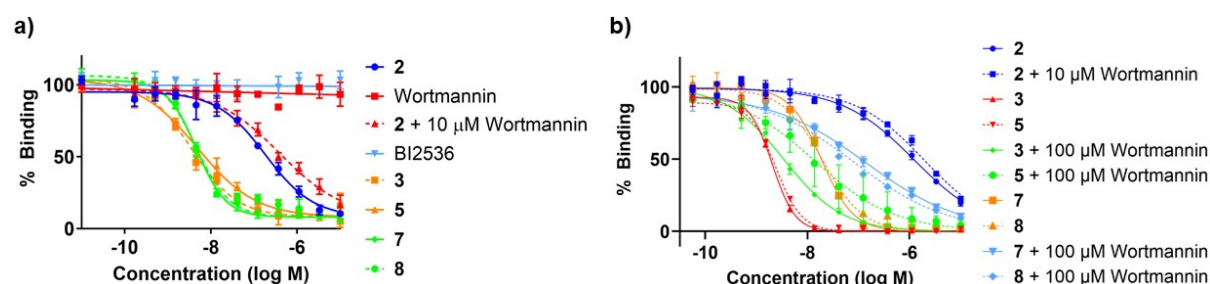 a)
100
50
0
% Binding
-10
-8
-6
Concentration (log M)
2
Wortmannin
2 + 10 μM Wortmannin
BI2536
3
5
7
8
b)
100
50
0
% Binding
-10
-8
-6
Concentration (log M)
2
2 + 10 μM Wortmannin
3
5
3 + 100 μM Wortmannin
5 + 100 μM Wortmannin
7
8
7 + 100 μM Wortmannin
8 + 100 μM Wortmannin